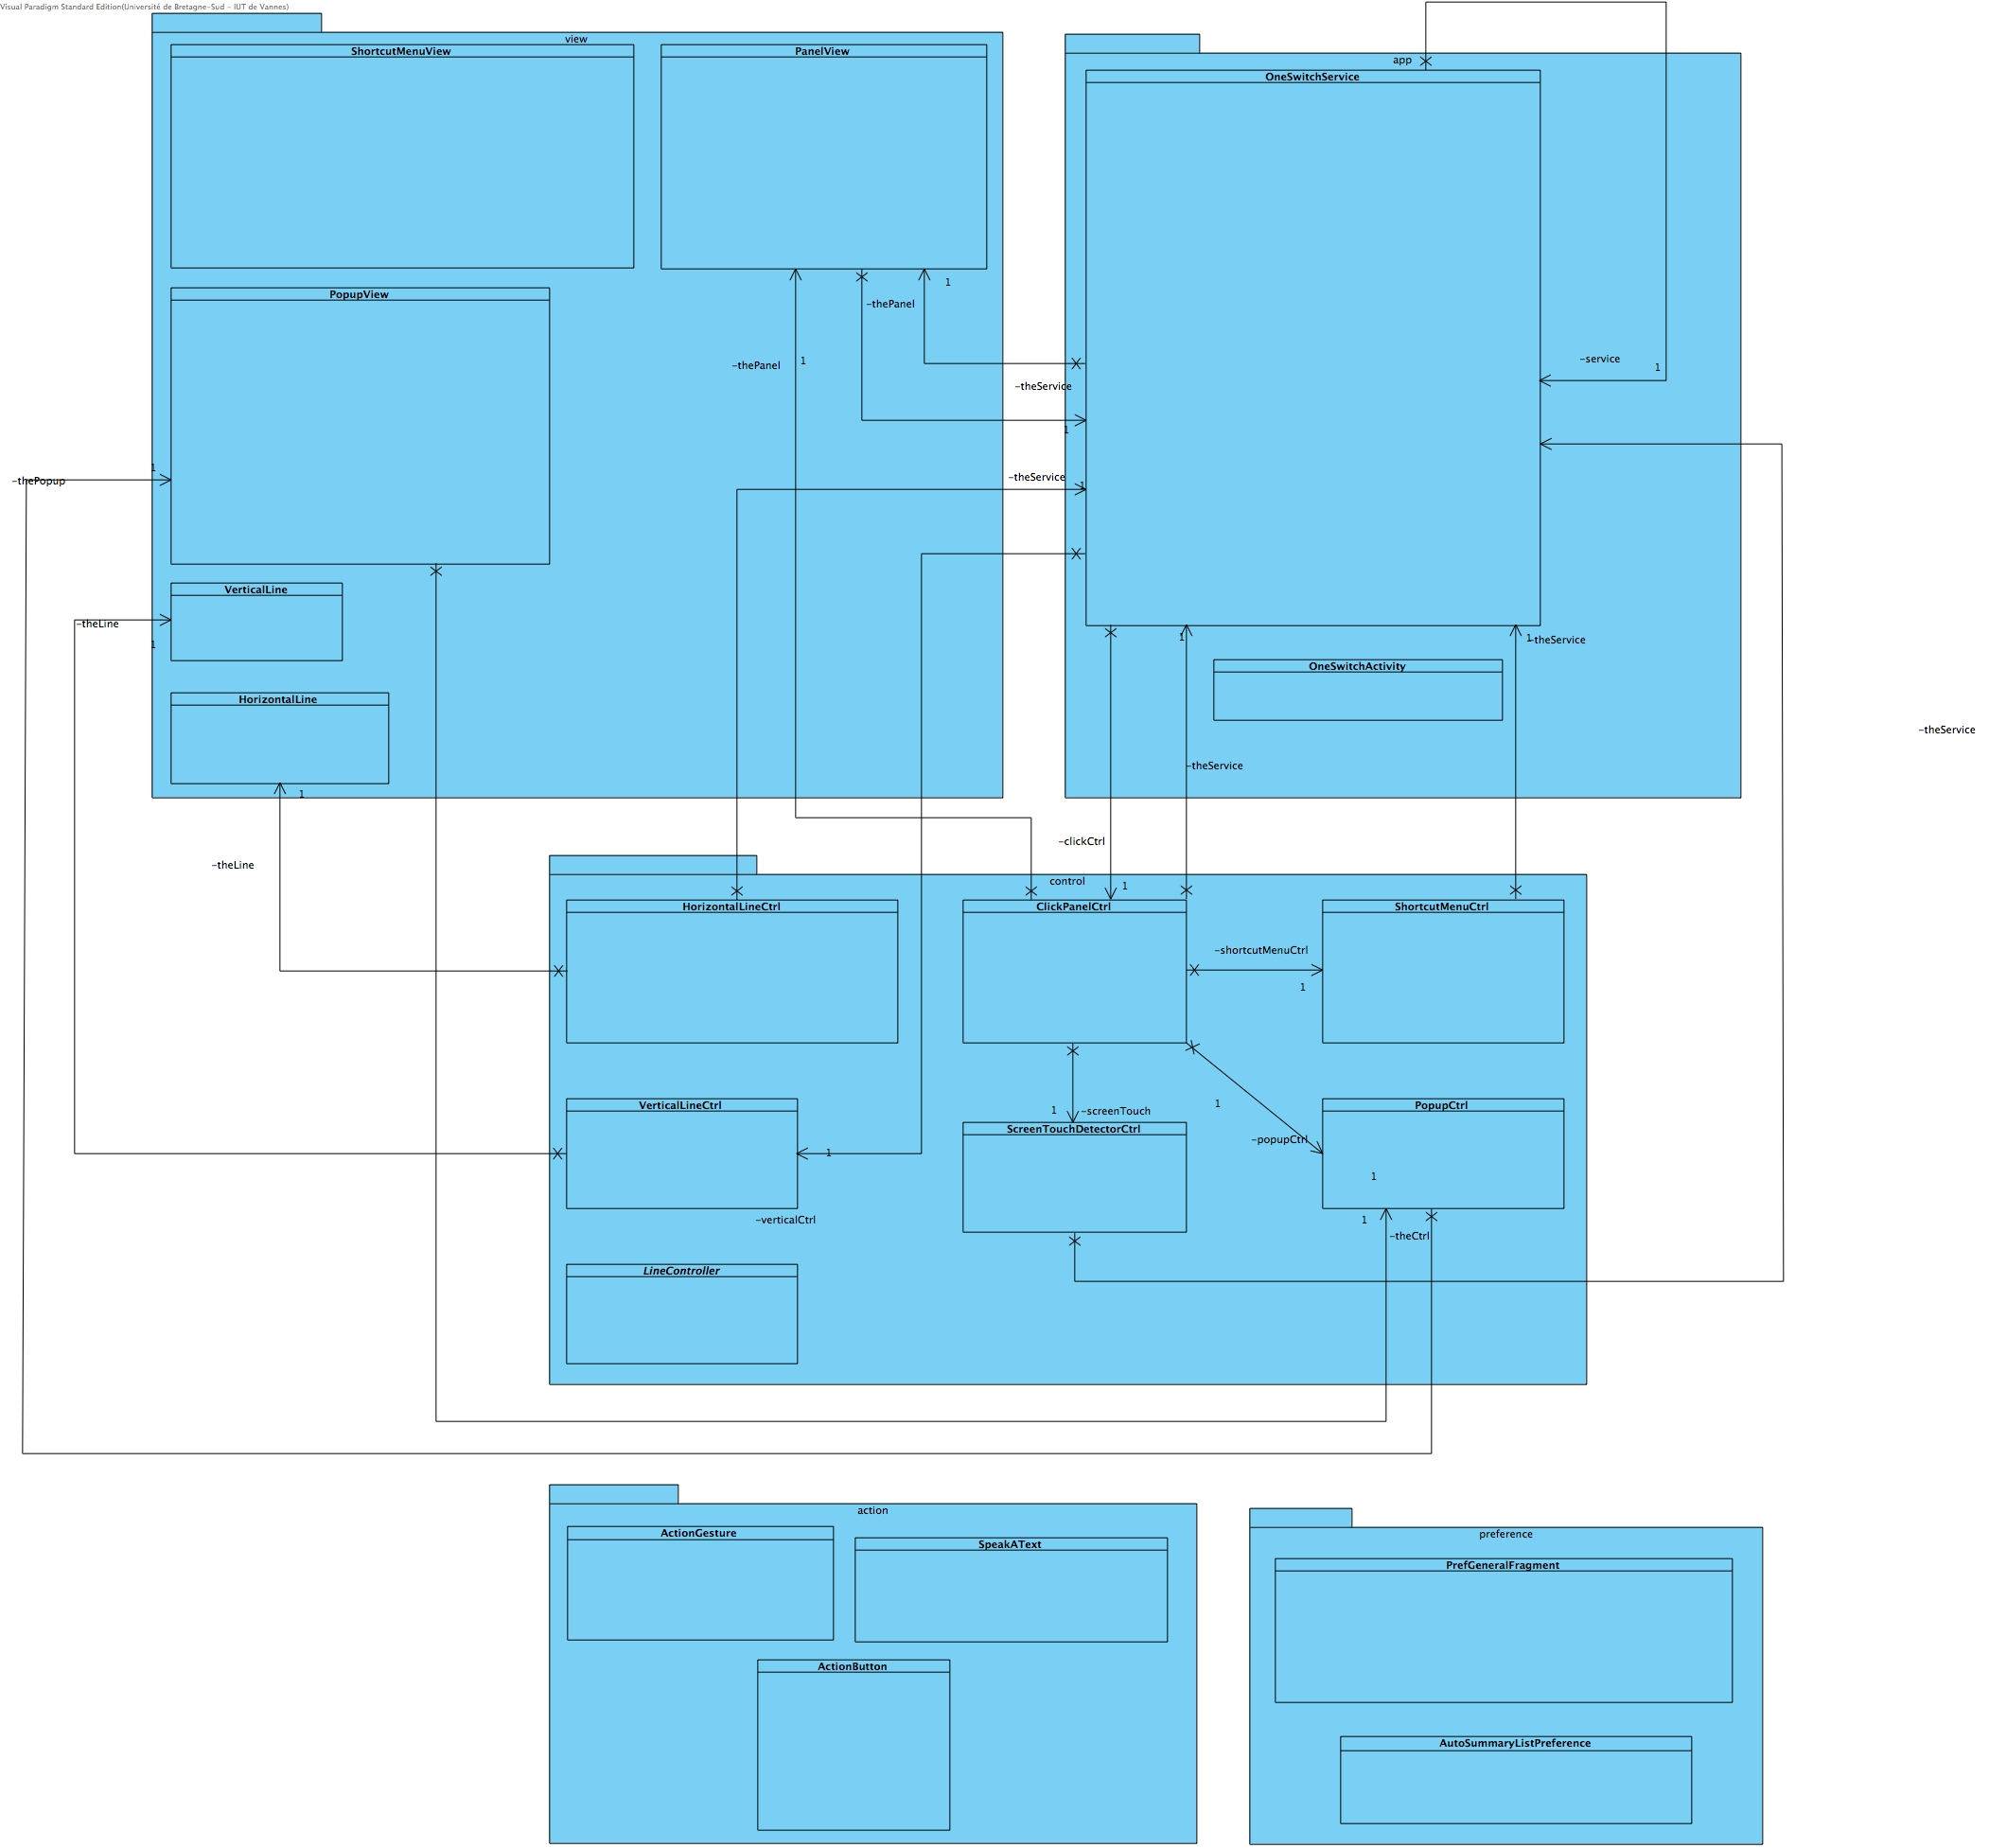 Visual Paradigm Standard Edition(Université de Bretagne-Sud - IUT de Vannes)
view
ShortcutMenuView
PanelView
app
OneSwitchService
1
-thePanel
PopupView
-service
1
-thePanel
1
-theService
1
1
-thePopup
-theService
1
VerticalLine
-theLine
1
1
-theService
OneSwitchActivity
HorizontalLine
1
-theService
-theService
1
-clickCtrl
-theLine
control
1
HorizontalLineCtrl
ClickPanelCtrl
ShortcutMenuCtrl
-shortcutMenuCtrl
1
VerticalLineCtrl
1
-screenTouch
1
PopupCtrl
ScreenTouchDetectorCtrl
-popupCtrl
1
1
-verticalCtrl
1
-theCtrl
LineController
action
ActionGesture
SpeakAText
preference
PrefGeneralFragment
ActionButton
AutoSummaryListPreference